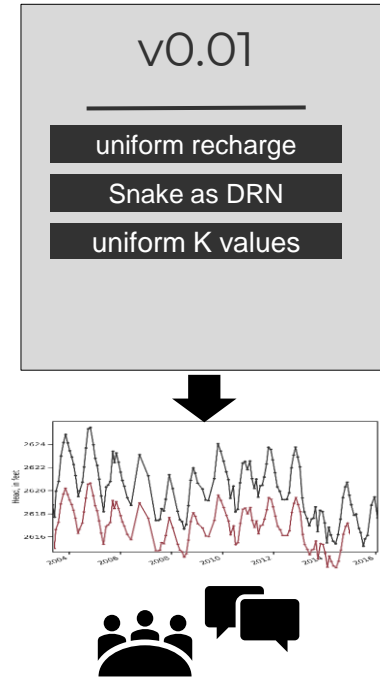 v0.01
uniform recharge
Snake as DRN
uniform K values
Head, in feet
2624
2622
2620
2618
2616
2004
2006
2008
2010
2012
2014
2016